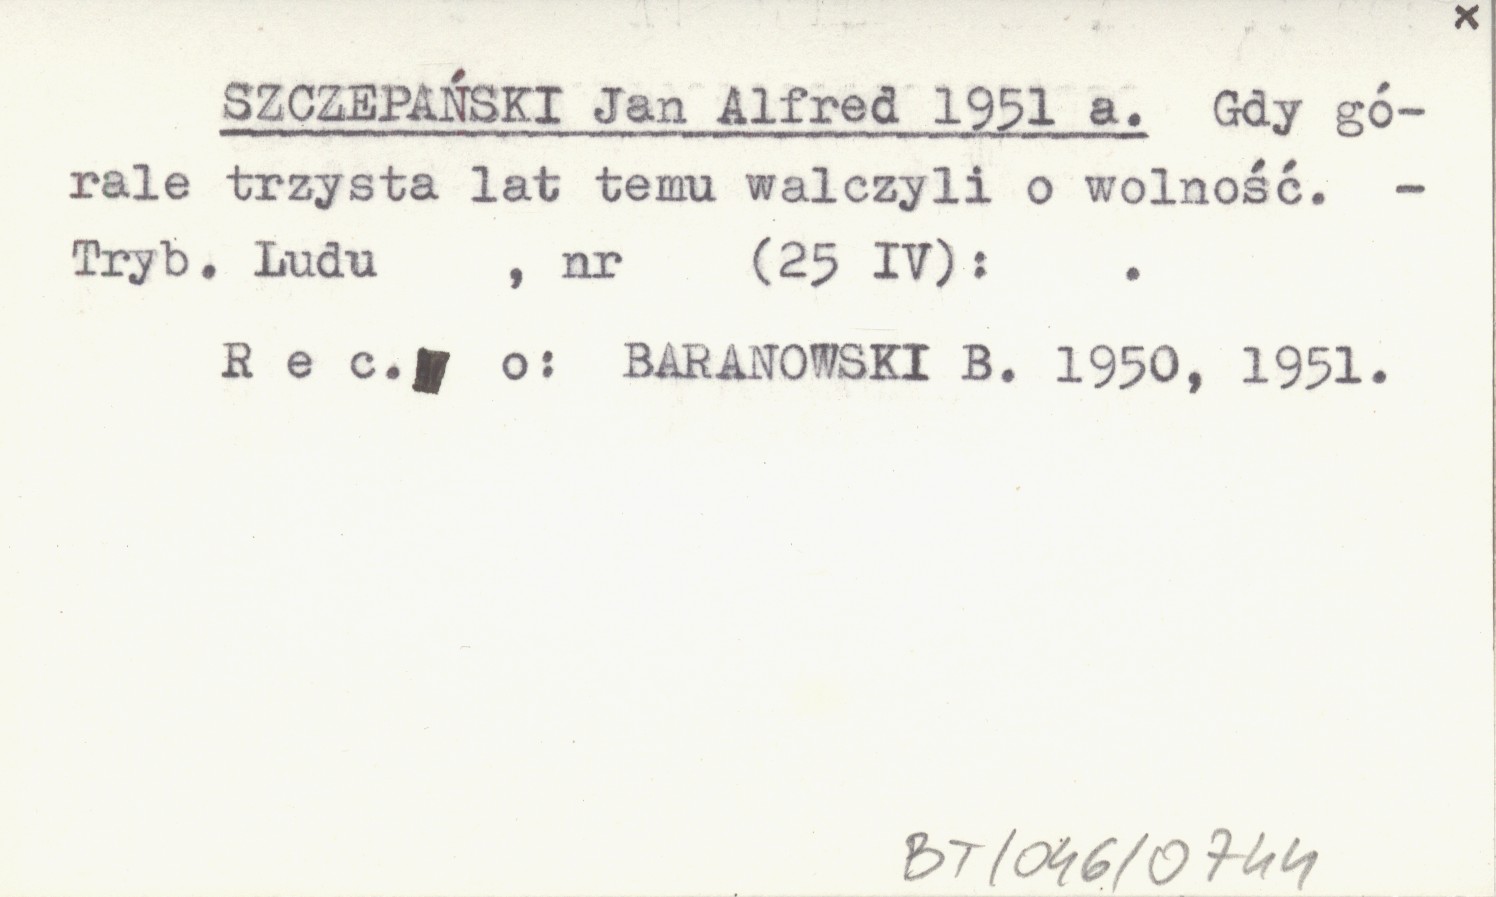 x
SZCZEPAŃSKI Jan Alfred 1951 a. Gdy gó-
rale trzysta lat temu walczyli o wolność. -
Tryb. Ludu , nr (25 IV): .
R e c. o: BARANOWSKI B. 1950, 1951.
BT/046/0744